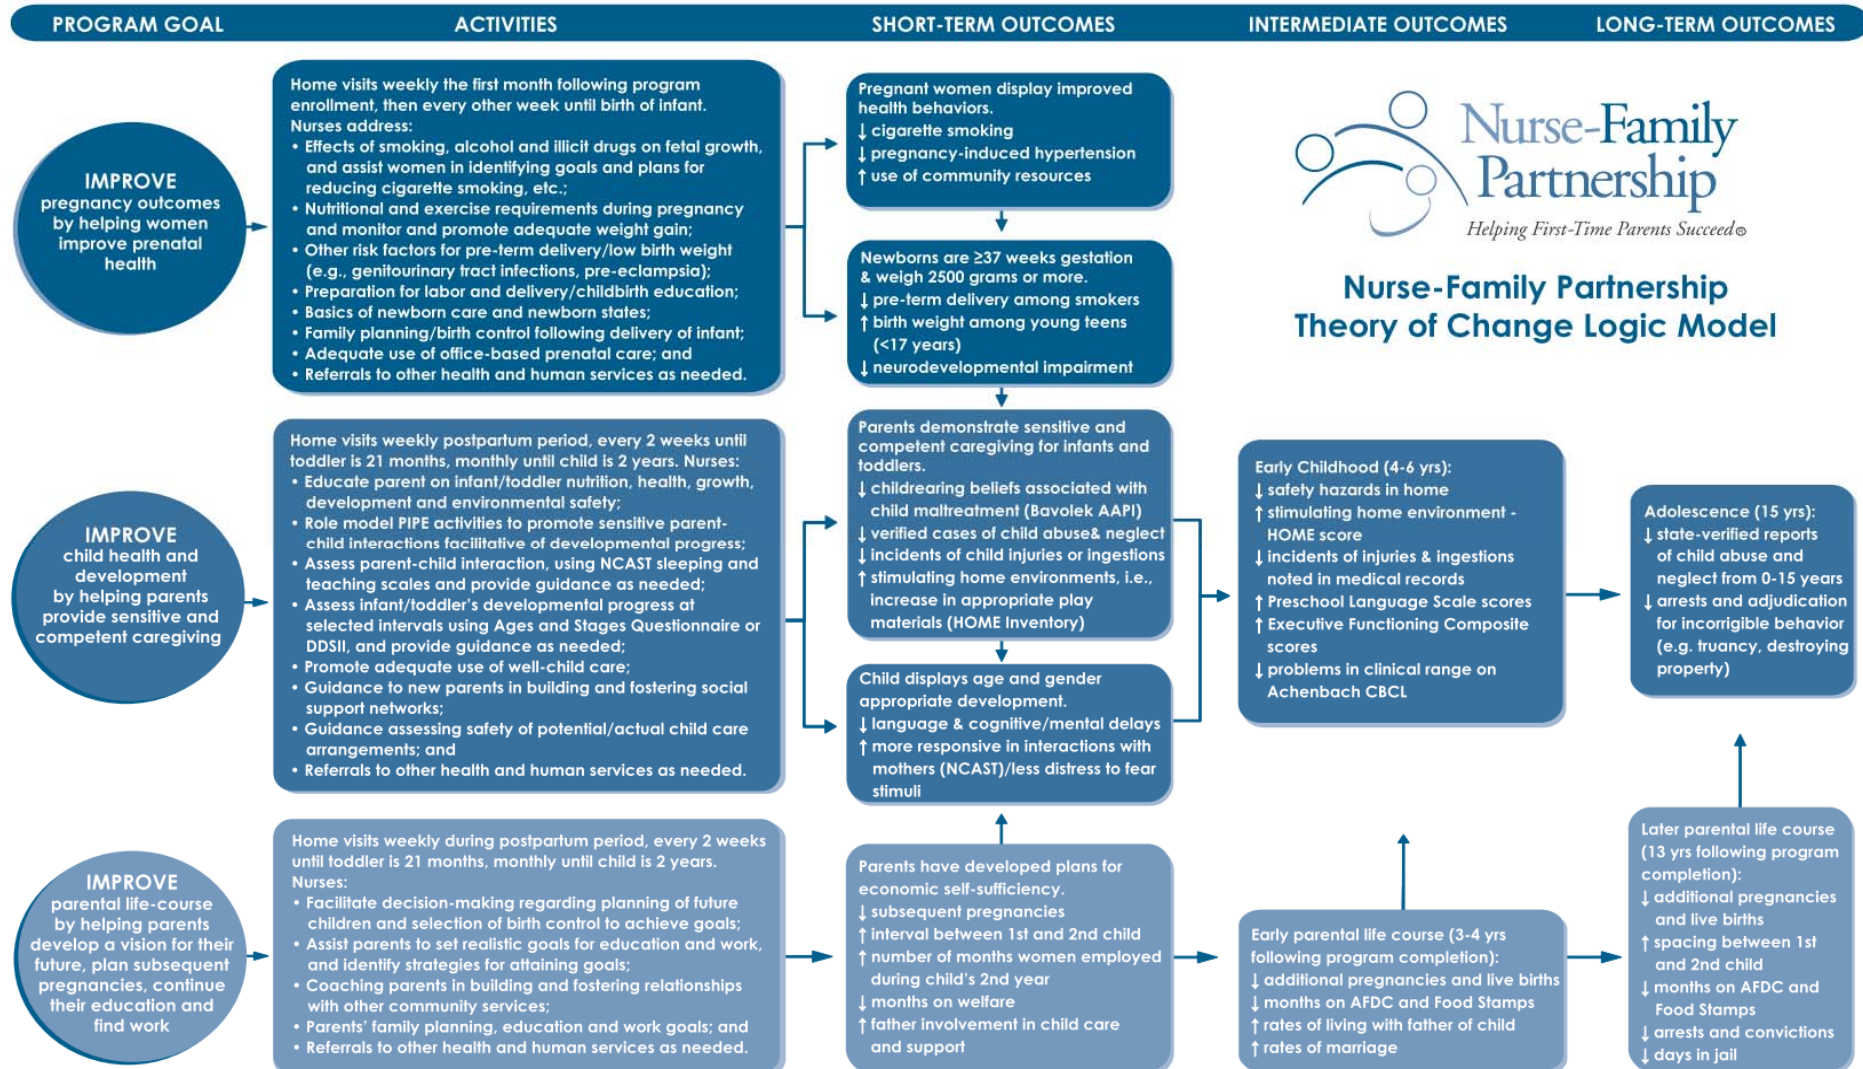 PROGRAM GOAL
ACTIVITIES
SHORT-TERM OUTCOMES
INTERMEDIATE OUTCOMES
LONG-TERM OUTCOMES
IMPROVE
pregnancy outcomes
by helping women
improve prenatal
health
Home visits weekly the first month following program
enrollment, then every other week until birth of infant.
Nurses address:
• Effects of smoking, alcohol and illicit drugs on fetal growth,
and assist women in identifying goals and plans for
reducing cigarette smoking, etc.;
• Nutritional and exercise requirements during pregnancy
and monitor and promote adequate weight gain;
• Other risk factors for pre-term delivery/low birth weight
(e.g., genitourinary tract infections, pre-eclampsia);
• Preparation for labor and delivery/childbirth education;
• Basics of newborn care and newborn states;
• Family planning/birth control following delivery of infant;
• Adequate use of office-based prenatal care; and
• Referrals to other health and human services as needed.
Pregnant women display improved
health behaviors.
↓ cigarette smoking
↓ pregnancy-induced hypertension
↑ use of community resources
Newborns are ≥37 weeks gestation
& weigh 2500 grams or more.
↓ pre-term delivery among smokers
↑ birth weight among young teens
(<17 years)
↓ neurodevelopmental impairment
Nurse-Family
Partnership
Helping First-Time Parents Succeed®
Nurse-Family Partnership
Theory of Change Logic Model
IMPROVE
child health and
development
by helping parents
provide sensitive and
competent caregiving
Home visits weekly postpartum period, every 2 weeks until
toddler is 21 months, monthly until child is 2 years. Nurses:
• Educate parent on infant/toddler nutrition, health, growth,
development and environmental safety;
• Role model PIPE activities to promote sensitive parent-
child interactions facilitative of developmental progress;
• Assess parent-child interaction, using NCAST sleeping and
teaching scales and provide guidance as needed;
• Assess infant/toddler's developmental progress at
selected intervals using Ages and Stages Questionnaire or
DDSII, and provide guidance as needed;
• Promote adequate use of well-child care;
• Guidance to new parents in building and fostering social
support networks;
• Guidance assessing safety of potential/actual child care
arrangements; and
• Referrals to other health and human services as needed.
Parents demonstrate sensitive and
competent caregiving for infants and
toddlers.
↓ childrearing beliefs associated with
child maltreatment (Bavolek AAPI)
↓ verified cases of child abuse& neglect
↓ incidents of child injuries or ingestions
↑ stimulating home environments, i.e.,
increase in appropriate play
materials (HOME Inventory)
Child displays age and gender
appropriate development.
↓ language & cognitive/mental delays
↑ more responsive in interactions with
mothers (NCAST)/less distress to fear
stimuli
Early Childhood (4-6 yrs):
↓ safety hazards in home
↑ stimulating home environment -
HOME score
↓ incidents of injuries & ingestions
noted in medical records
↑ Preschool Language Scale scores
↑ Executive Functioning Composite
scores
↓ problems in clinical range on
Achenbach CBCL
Adolescence (15 yrs):
↓ state-verified reports
of child abuse and
neglect from 0-15 years
↓ arrests and adjudication
for incorrigible behavior
(e.g. truancy, destroying
property)
IMPROVE
parental life-course
by helping parents
develop a vision for their
future, plan subsequent
pregnancies, continue
their education and
find work
Home visits weekly during postpartum period, every 2 weeks
until toddler is 21 months, monthly until child is 2 years.
Nurses:
• Facilitate decision-making regarding planning of future
children and selection of birth control to achieve goals;
• Assist parents to set realistic goals for education and work,
and identify strategies for attaining goals;
• Coaching parents in building and fostering relationships
with other community services;
• Parents' family planning, education and work goals; and
• Referrals to other health and human services as needed.
Parents have developed plans for
economic self-sufficiency.
↓ subsequent pregnancies
↑ interval between 1st and 2nd child
↑ number of months women employed
during child's 2nd year
↓ months on welfare
↑ father involvement in child care
and support
Early parental life course (3-4 yrs
following program completion):
↓ additional pregnancies and live births
↓ months on AFDC and Food Stamps
↑ rates of living with father of child
↑ rates of marriage
Later parental life course
(13 yrs following program
completion):
↓ additional pregnancies
and live births
↑ spacing between 1st
and 2nd child
↓ months on AFDC and
Food Stamps
↓ arrests and convictions
↓ days in jail